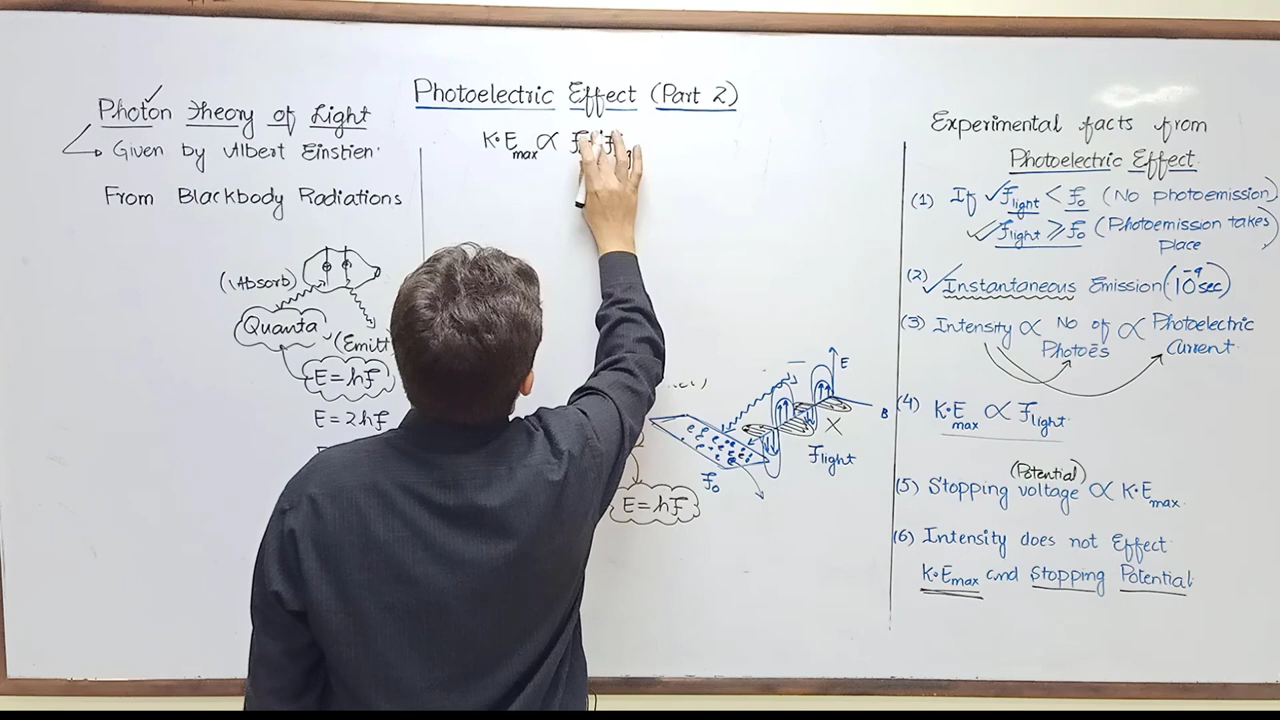 Photoelectric Effect (Part 2)
K.E max ∝
Photon Theory of Light
Given by Albert Einstien
From Blackbody Radiations
(Absorb)
Quanta
(Emitt
E = hf
E = 2hf
E = hf
f₀
flight
E
B
X
Experimental facts from
Photoelectric Effect
(1) If flight < f₀ (No photoemission)
flight ⩾ f₀ (Photoemission takes
place
(2) Instantaneous Emission (10⁻⁹ sec)
(3) Intensity ∝ No of ∝ Photoelectric
Photoēs Current
(4) K.E max ∝ flight
(Potential)
(5) Stopping voltage ∝ K.E max
(6) Intensity does not Effect
K.E max and Stopping Potential